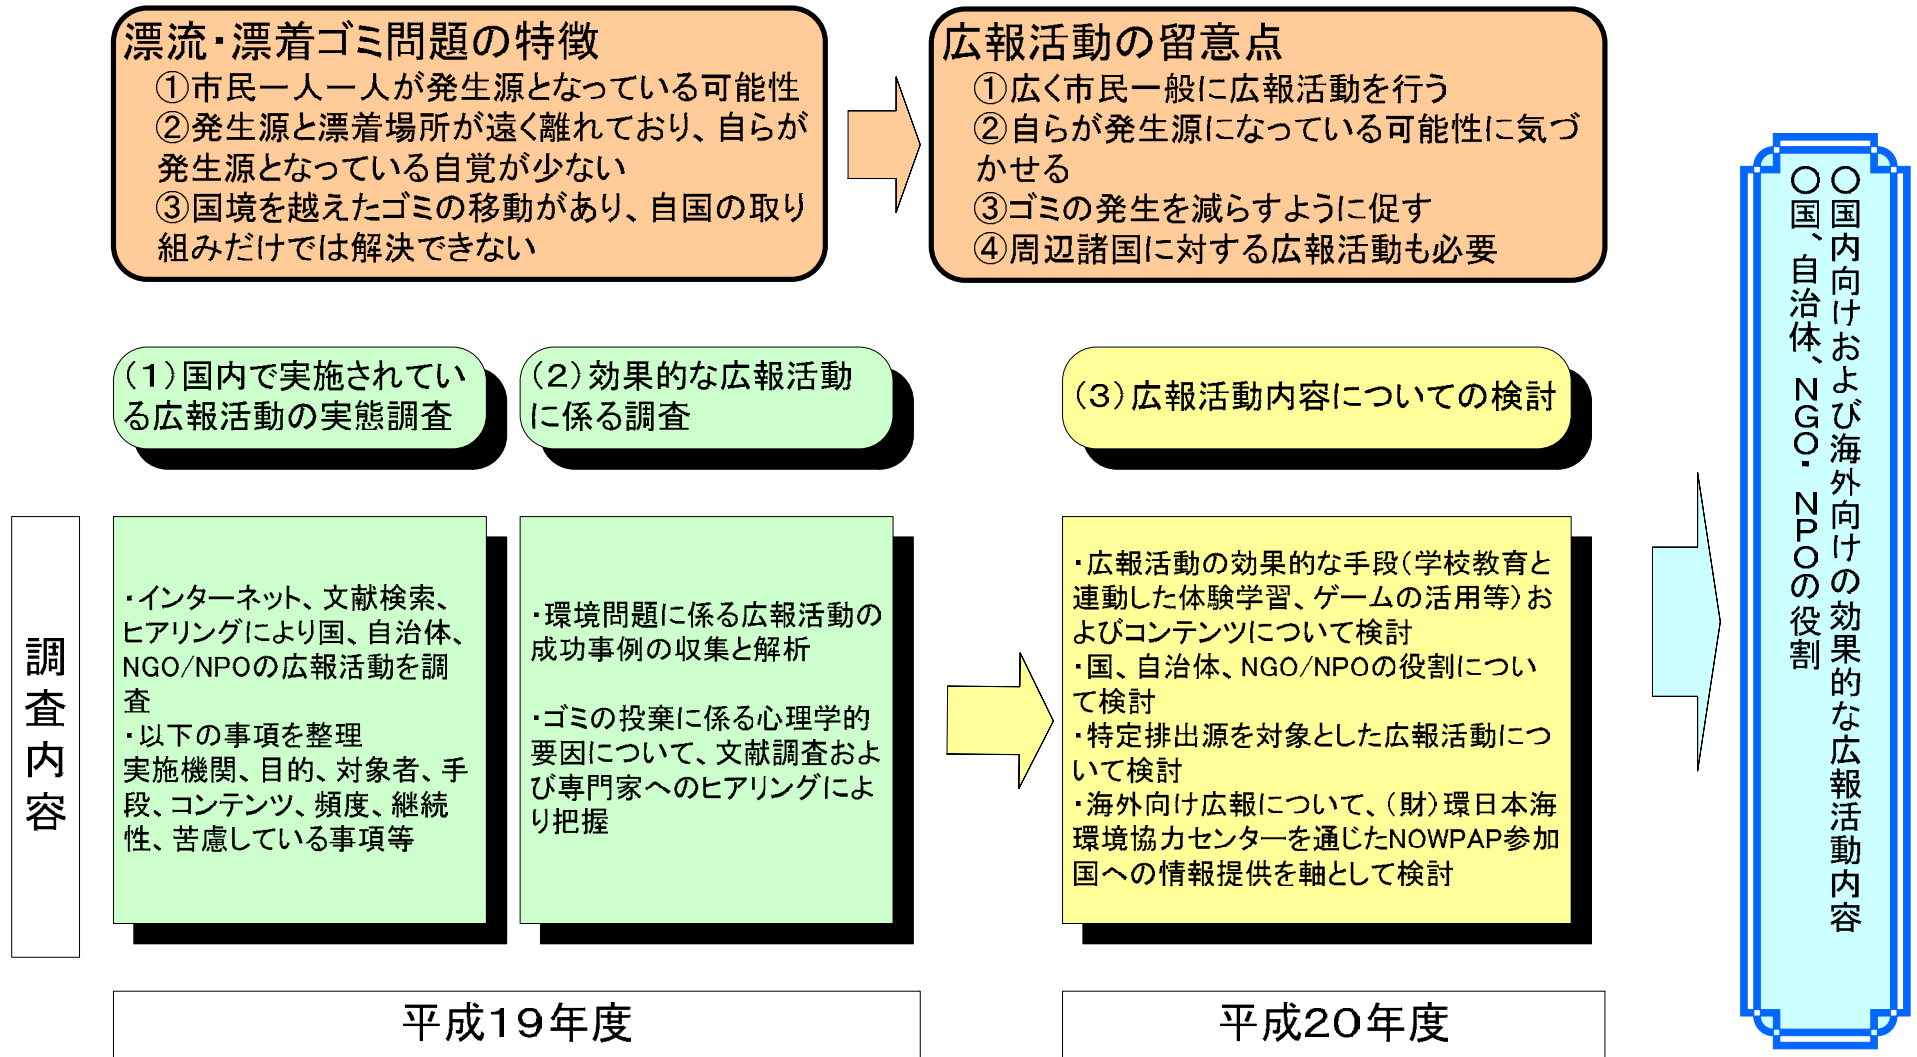 漂流・漂着ゴミ問題の特徴
①市民一人一人が発生源となっている可能性
②発生源と漂着場所が遠く離れており、自らが
発生源となっている自覚が少ない
③国境を越えたゴミの移動があり、自国の取り
組みだけでは解決できない
広報活動の留意点
①広く市民一般に広報活動を行う
②自らが発生源になっている可能性に気づ
かせる
③ゴミの発生を減らすように促す
④周辺諸国に対する広報活動も必要
(1)国内で実施されてい
る広報活動の実態調査
(2)効果的な広報活動
に係る調査
(3)広報活動内容についての検討
調査内容
・インターネット、文献検索、
ヒアリングにより国、自治体、
NGO/NPOの広報活動を調
査
・以下の事項を整理
実施機関、目的、対象者、手
段、コンテンツ、頻度、継続
性、苦慮している事項等
・環境問題に係る広報活動の
成功事例の収集と解析
・ゴミの投棄に係る心理学的
要因について、文献調査およ
び専門家へのヒアリングによ
り把握
・広報活動の効果的な手段(学校教育と
連動した体験学習、ゲームの活用等)お
よびコンテンツについて検討
・国、自治体、NGO/NPOの役割につい
て検討
・特定排出源を対象とした広報活動につ
いて検討
・海外向け広報について、(財)環日本海
環境協力センターを通じたNOWPAP参加
国への情報提供を軸として検討
平成19年度
平成20年度
○国内向けおよび海外向けの効果的な広報活動内容
○国、自治体、NGO・NPOの役割